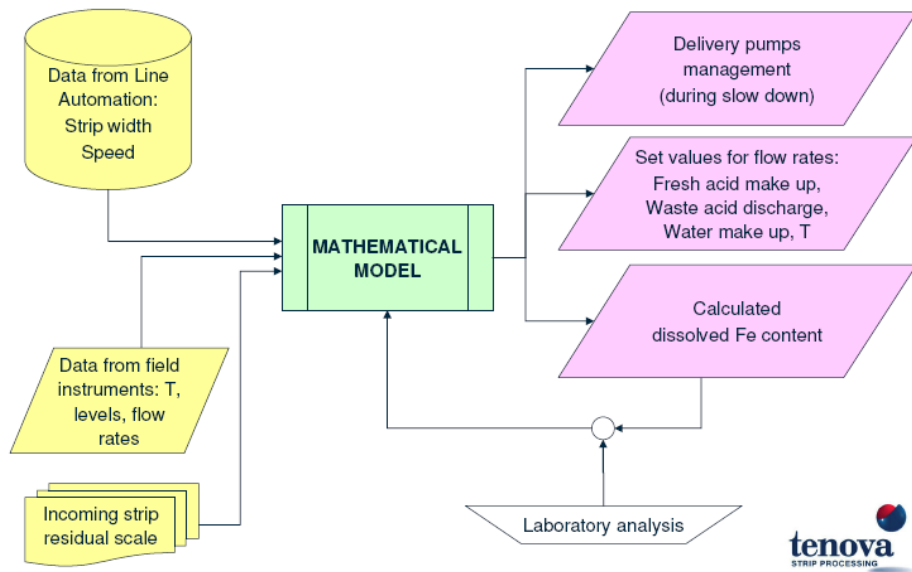 Data from Line
Automation:
Strip width
Speed
Delivery pumps
management
(during slow down)
Set values for flow rates:
Fresh acid make up,
Waste acid discharge,
Water make up, T
MATHEMATICAL
MODEL
Calculated
dissolved Fe content
Data from field
instruments: T,
levels, flow
rates
Incoming strip
residual scale
Laboratory analysis
tenova
STRIP PROCESSING